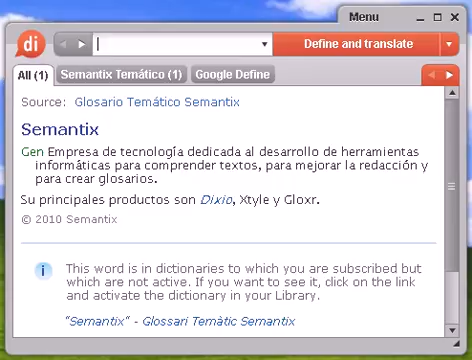 Menu
di
Define and translate
All (1) Semantix Temático (1) Google Define
Source: Glosario Temático Semantix
Semantix
Gen Empresa de tecnología dedicada al desarrollo de herramientas
informáticas para comprender textos, para mejorar la redacción y
para crear glosarios.
Su principales productos son Dixio, Xtyle y Gloxr.
© 2010 Semantix
i
This word is in dictionaries to which you are subscribed but
which are not active. If you want to see it, click on the link
and activate the dictionary in your Library.
"Semantix" - Glossari Temàtic Semantix